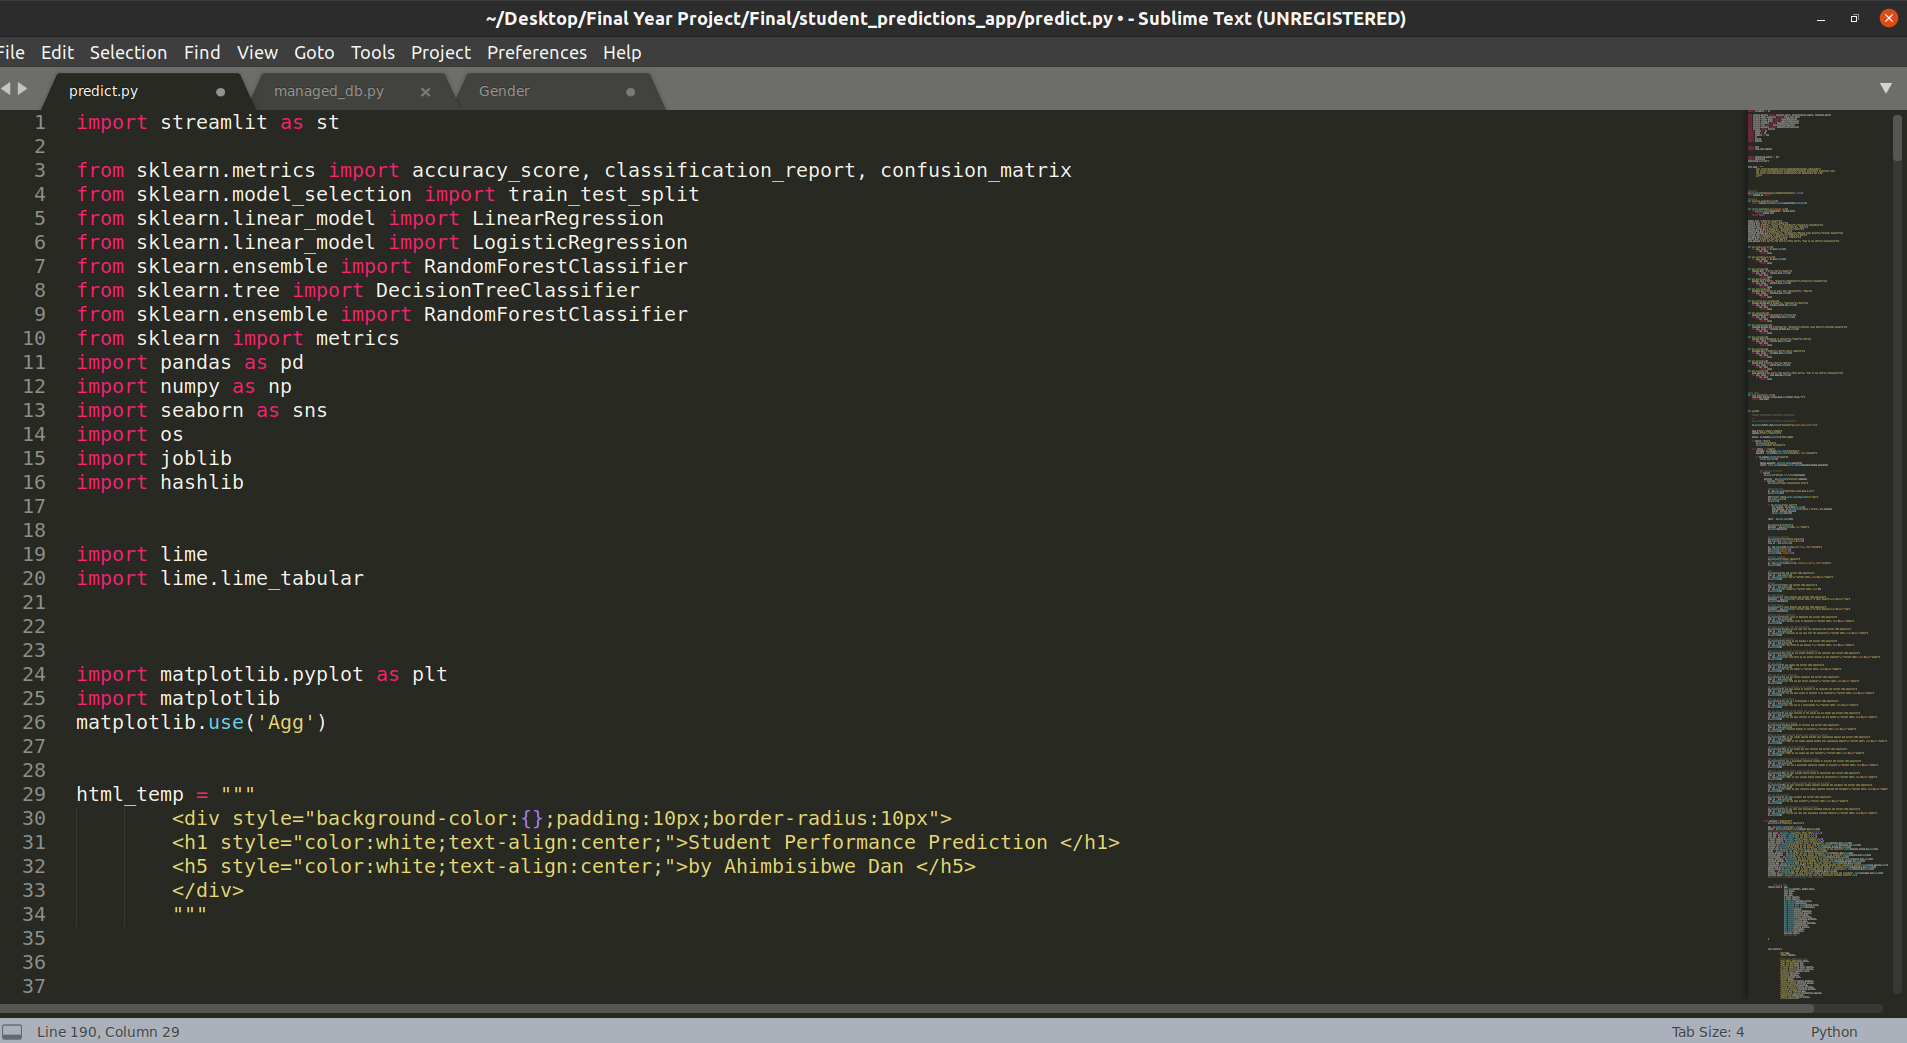 ~/Desktop/Final Year Project/Final/student_predictions_app/predict.py • - Sublime Text (UNREGISTERED)
File Edit Selection Find View Goto Tools Project Preferences Help
predict.py managed_db.py Gender
1 import streamlit as st
2
3 from sklearn.metrics import accuracy_score, classification_report, confusion_matrix
4 from sklearn.model_selection import train_test_split
5 from sklearn.linear_model import LinearRegression
6 from sklearn.linear_model import LogisticRegression
7 from sklearn.ensemble import RandomForestClassifier
8 from sklearn.tree import DecisionTreeClassifier
9 from sklearn.ensemble import RandomForestClassifier
10 from sklearn import metrics
11 import pandas as pd
12 import numpy as np
13 import seaborn as sns
14 import os
15 import joblib
16 import hashlib
17
18
19 import lime
20 import lime.lime_tabular
21
22
23
24 import matplotlib.pyplot as plt
25 import matplotlib
26 matplotlib.use('Agg')
27
28
29 html_temp = """
30 <div style="background-color:{};padding:10px;border-radius:10px">
31 <h1 style="color:white;text-align:center;">Student Performance Prediction </h1>
32 <h5 style="color:white;text-align:center;">by Ahimbisibwe Dan </h5>
33 </div>
34 """
35
36
37
Line 190, Column 29 Tab Size: 4 Python